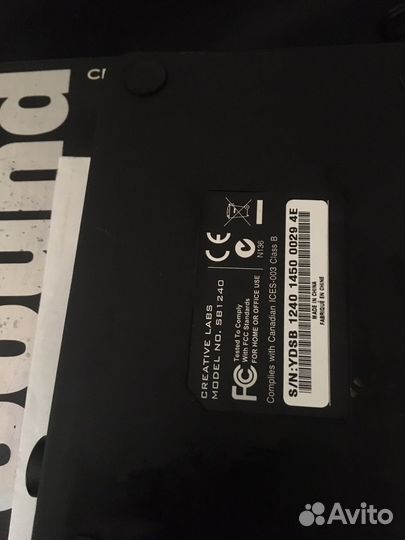 CREATIVE LABS
MODEL NO. SB1240
FC Tested To Comply
With FCC Standards
FOR HOME OR OFFICE USE
Complies with Canadian ICES-003 Class B
CE
N136
S/N:YDSB 1240 1450 0029 4E
MADE IN CHINA
FABRIQUÉ EN CHINE
Avito